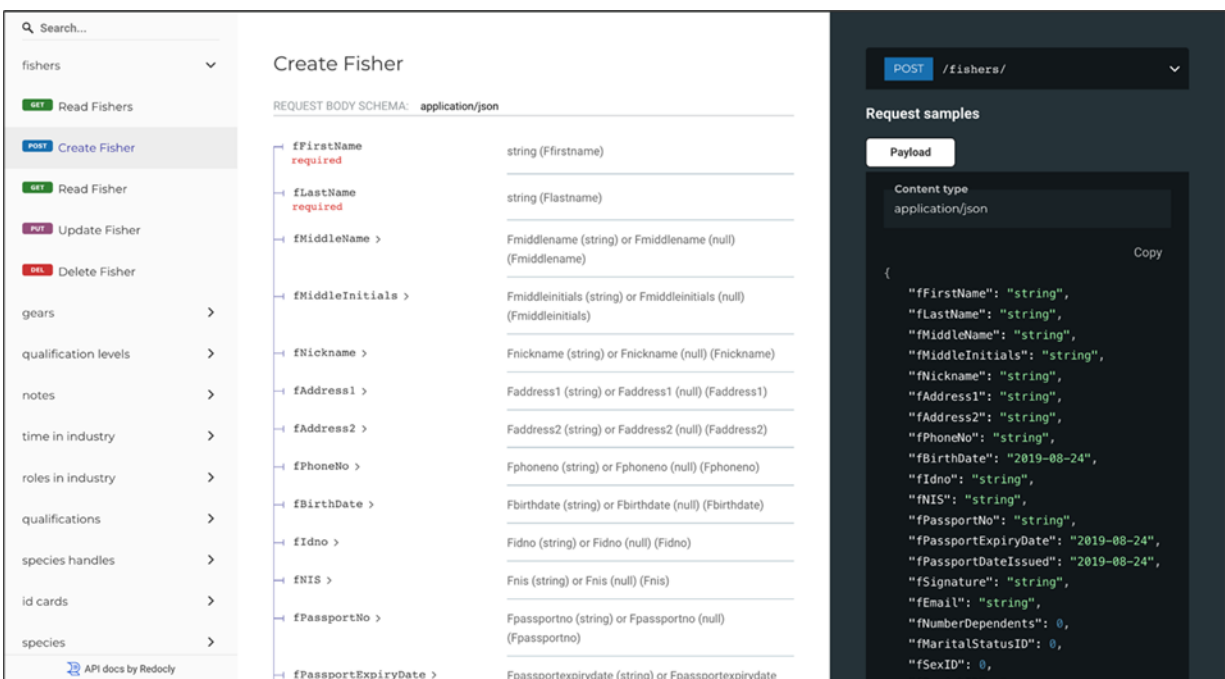 Search...
fishers
GET Read Fishers
POST Create Fisher
GET Read Fisher
PUT Update Fisher
DEL Delete Fisher
gears
qualification levels
notes
time in industry
roles in industry
qualifications
species handles
id cards
species
API docs by Redocly
Create Fisher
REQUEST BODY SCHEMA: application/json
fFirstName
required
string (Ffirstname)
fLastName
required
string (Flastname)
fMiddleName >
Fmiddlename (string) or Fmiddlename (null)
(Fmiddlename)
fMiddleInitials >
Fmiddleinitials (string) or Fmiddleinitials (null)
(Fmiddleinitials)
fNickname >
Fnickname (string) or Fnickname (null) (Fnickname)
fAddress1 >
Faddress1 (string) or Faddress1 (null) (Faddress1)
fAddress2 >
Faddress2 (string) or Faddress2 (null) (Faddress2)
fPhoneNo >
Fphoneno (string) or Fphoneno (null) (Fphoneno)
fBirthDate >
Fbirthdate (string) or Fbirthdate (null) (Fbirthdate)
fIdno >
Fidno (string) or Fidno (null) (Fidno)
fNIS >
Fnis (string) or Fnis (null) (Fnis)
fPassportNo >
Fpassportno (string) or Fpassportno (null)
(Fpassportno)
fPassportExpiryDate >
Fpassportexpirydate (string) or Fpassportexpirydate
POST /fishers/
Request samples
Payload
Content type
application/json
Copy
{
"fFirstName": "string",
"fLastName": "string",
"fMiddleName": "string",
"fMiddleInitials": "string",
"fNickname": "string",
"fAddress1": "string",
"fAddress2": "string",
"fPhoneNo": "string",
"fBirthDate": "2019-08-24",
"fIdno": "string",
"fNIS": "string",
"fPassportNo": "string",
"fPassportExpiryDate": "2019-08-24",
"fPassportDateIssued": "2019-08-24",
"fSignature": "string",
"fEmail": "string",
"fNumberDependents": 0,
"fMaritalStatusID": 0,
"fSexID": 0,